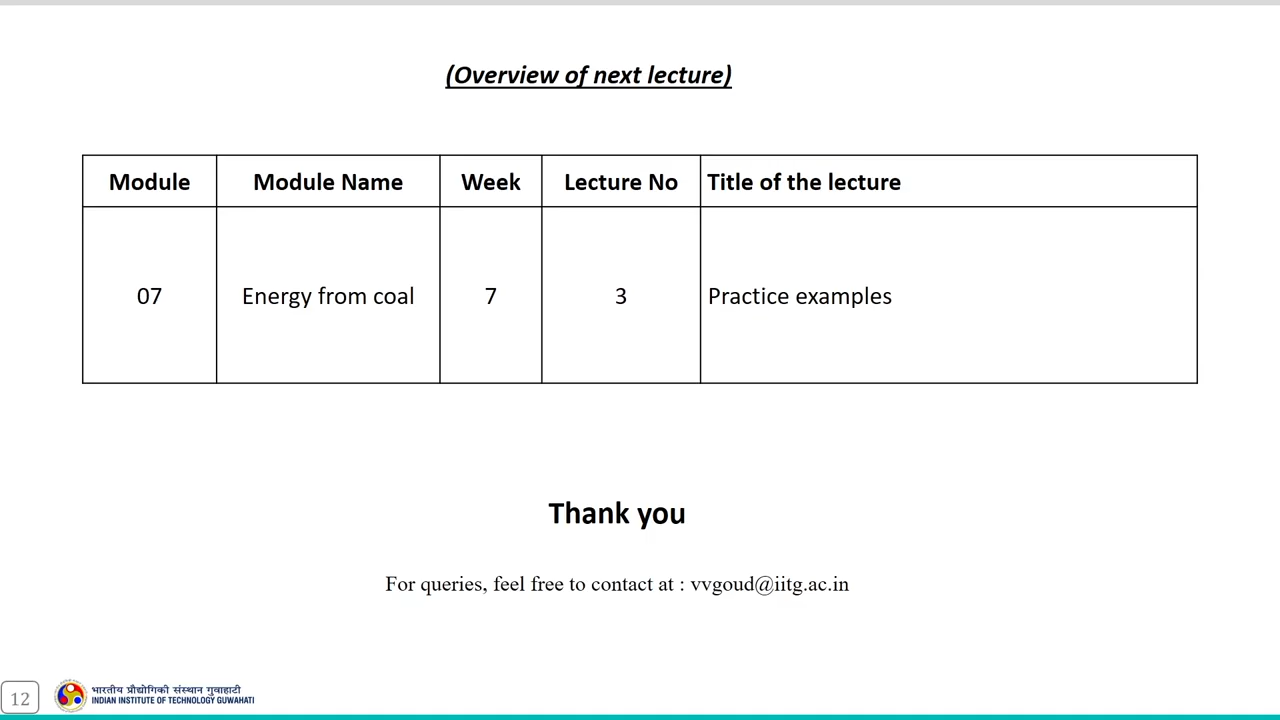 (Overview of next lecture)
Module Module Name Week Lecture No Title of the lecture
07 Energy from coal 7 3 Practice examples
Thank you
For queries, feel free to contact at : vvgoud@iitg.ac.in
12
भारतीय प्रौद्योगिकी संस्थान गुवाहाटी
INDIAN INSTITUTE OF TECHNOLOGY GUWAHATI